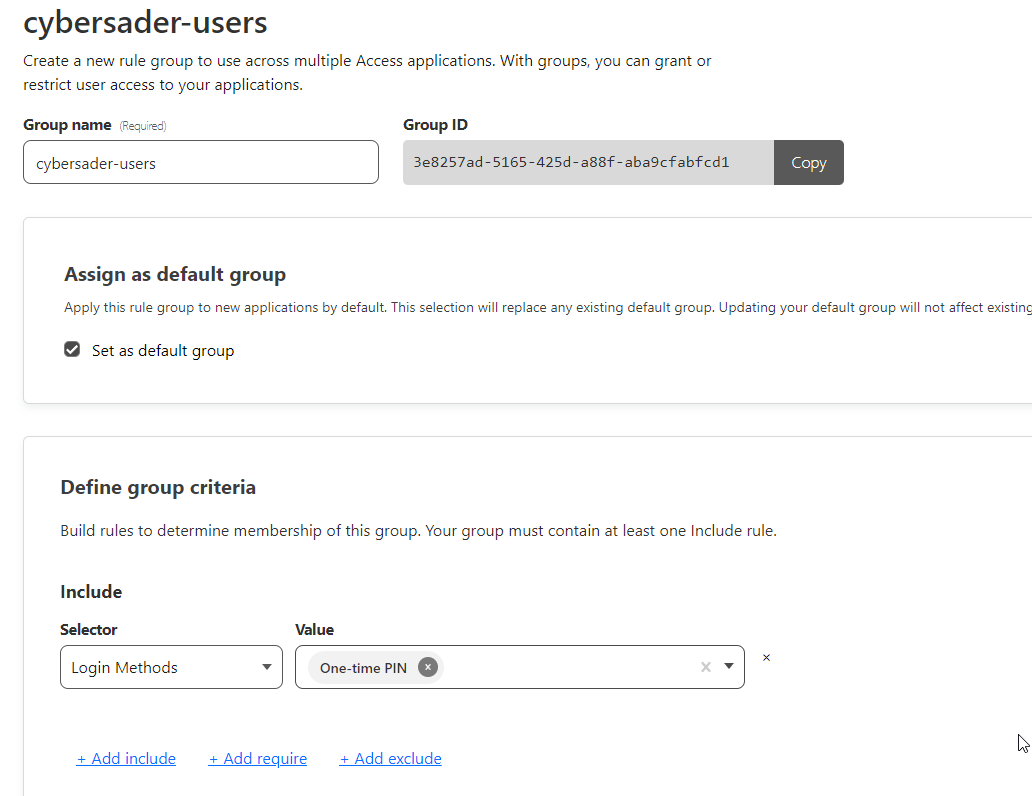 cybersader-users
Create a new rule group to use across multiple Access applications. With groups, you can grant or
restrict user access to your applications.
Group name (Required)
Group ID
cybersader-users
3e8257ad-5165-425d-a88f-aba9cfabfcd1
Copy
Assign as default group
Apply this rule group to new applications by default. This selection will replace any existing default group. Updating your default group will not affect existing
Set as default group
Define group criteria
Build rules to determine membership of this group. Your group must contain at least one Include rule.
Include
Selector
Value
Login Methods
One-time PIN
+ Add include
+ Add require
+ Add exclude